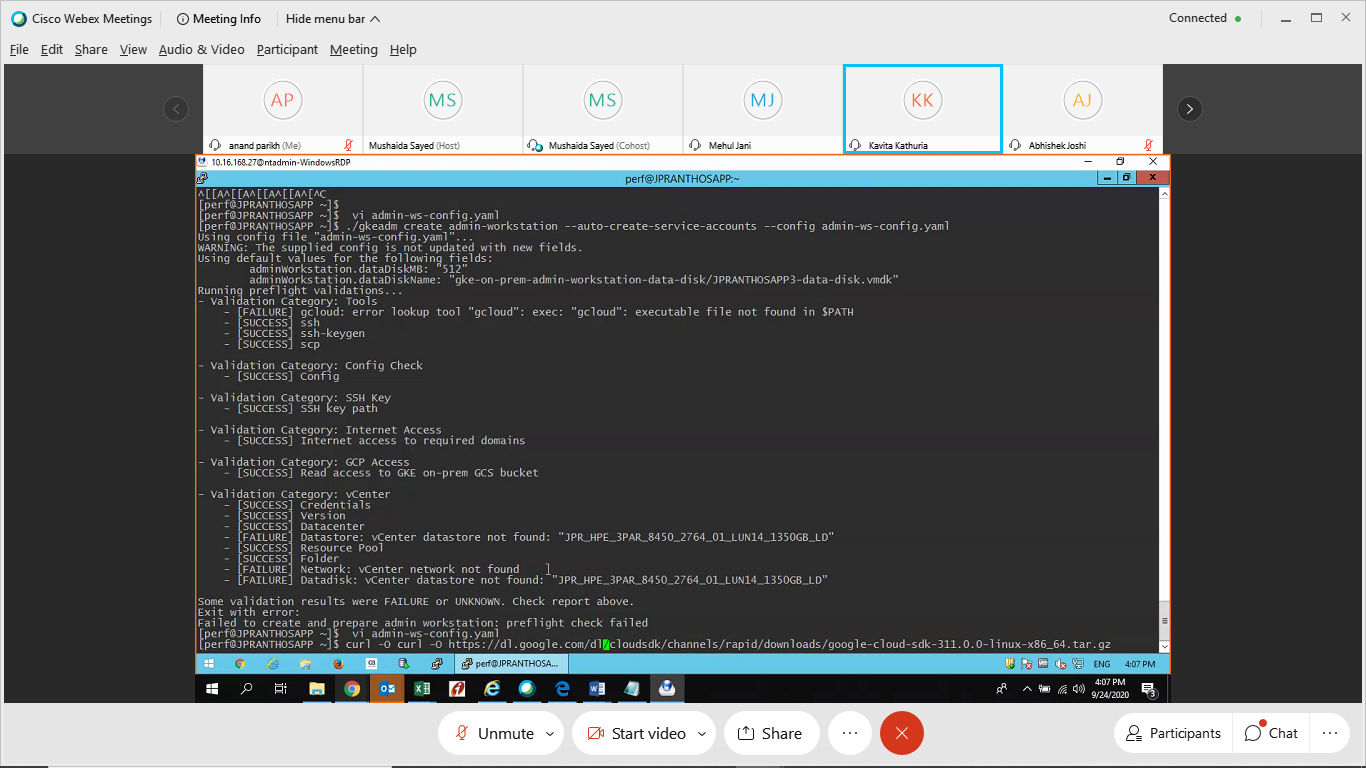 Cisco Webex Meetings
Meeting Info
Hide menu bar
Connected
File Edit Share View Audio & Video Participant Meeting Help
AP MS MS MJ KK AJ
anand parikh (Me)
Mushaida Sayed (Host)
Mushaida Sayed (Cohost)
Mehul Jani
Kavita Kathuria
Abhishek Joshi
10.16.168.27@ntadmin-WindowsRDP
perf@JPRANTHOSAPP:~
^[[A^[[A^[[A^[[A^[^C
[perf@JPRANTHOSAPP ~]$
[perf@JPRANTHOSAPP ~]$  vi admin-ws-config.yaml
[perf@JPRANTHOSAPP ~]$ ./gkeadm create admin-workstation --auto-create-service-accounts --config admin-ws-config.yaml
Using config file "admin-ws-config.yaml"...
WARNING: The supplied config is not updated with new fields.
Using default values for the following fields:
adminWorkstation.dataDiskMB: "512"
adminWorkstation.dataDiskName: "gke-on-prem-admin-workstation-data-disk/JPRANTHOSAPP3-data-disk.vmdk"
Running preflight validations...
- Validation Category: Tools
- [FAILURE] gcloud: error lookup tool "gcloud": exec: "gcloud": executable file not found in $PATH
- [SUCCESS] ssh
- [SUCCESS] ssh-keygen
- [SUCCESS] scp
- Validation Category: Config Check
- [SUCCESS] Config
- Validation Category: SSH Key
- [SUCCESS] SSH key path
- Validation Category: Internet Access
- [SUCCESS] Internet access to required domains
- Validation Category: GCP Access
- [SUCCESS] Read access to GKE on-prem GCS bucket
- Validation Category: vCenter
- [SUCCESS] Credentials
- [SUCCESS] Version
- [SUCCESS] Datacenter
- [FAILURE] Datastore: vCenter datastore not found: "JPR_HPE_3PAR_8450_2764_01_LUN14_1350GB_LD"
- [SUCCESS] Resource Pool
- [SUCCESS] Folder
- [FAILURE] Network: vCenter network not found
- [FAILURE] Datadisk: vCenter datastore not found: "JPR_HPE_3PAR_8450_2764_01_LUN14_1350GB_LD"
Some validation results were FAILURE or UNKNOWN. Check report above.
Exit with error:
Failed to create and prepare admin workstation: preflight check failed
[perf@JPRANTHOSAPP ~]$  vi admin-ws-config.yaml
[perf@JPRANTHOSAPP ~]$ curl -O curl -O https://dl.google.com/dl/cloudsdk/channels/rapid/downloads/google-cloud-sdk-311.0.0-linux-x86_64.tar.gz
perf@JPRANTHOSA...
ENG 4:07 PM
4:07 PM
9/24/2020
3
Unmute
Start video
Share
Participants
Chat